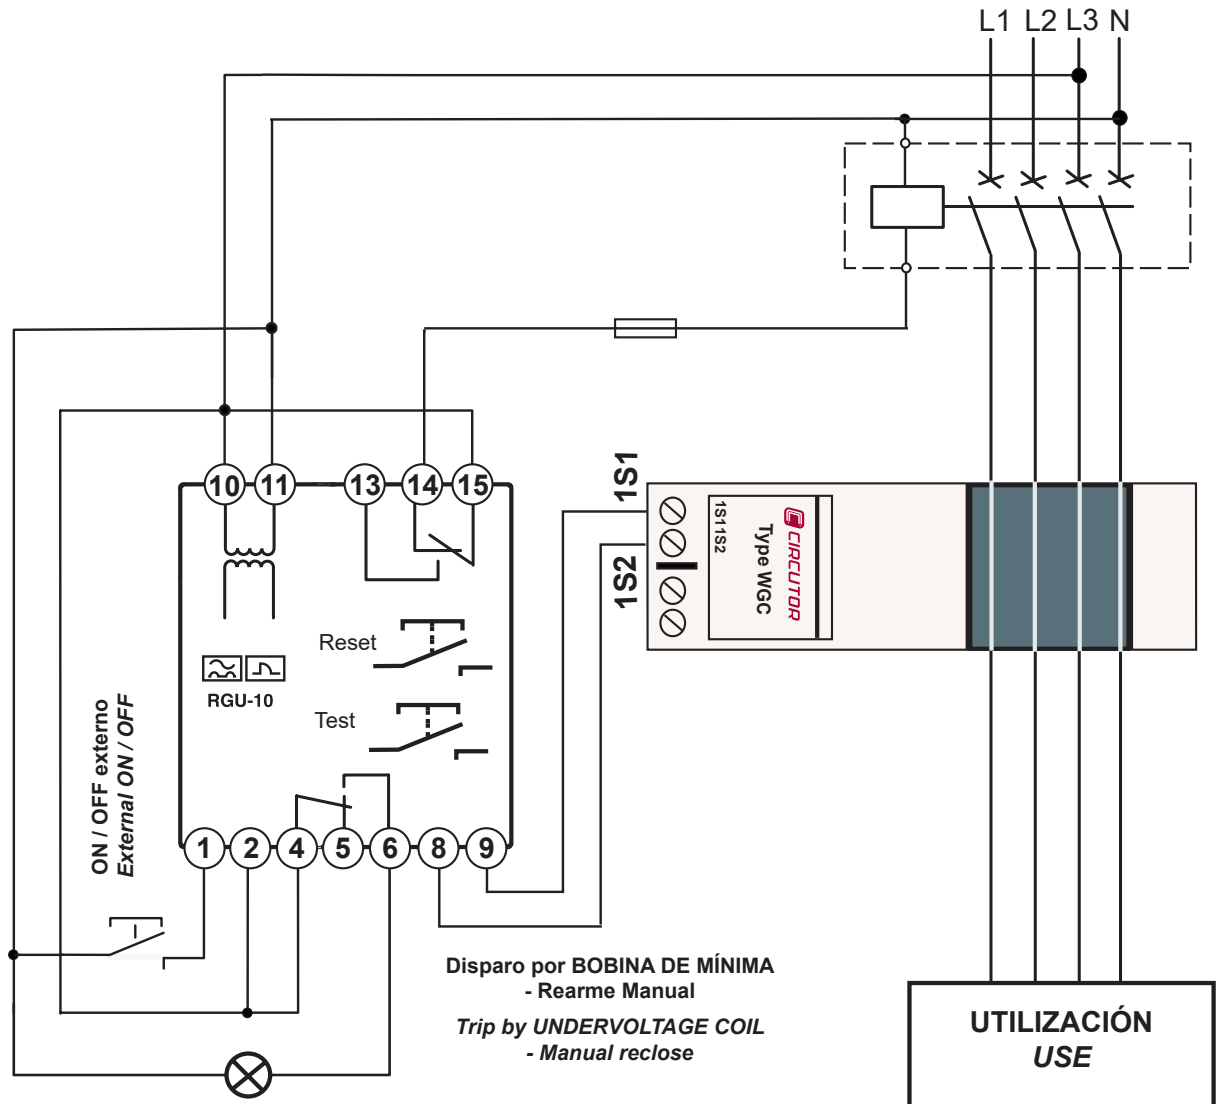 L1 L2 L3 N
10 11 13 14 15
1S1
1S2
1S1 1S2
Type WGC
CIRCUTOR
Reset
RGU-10
Test
ON / OFF externo
External ON / OFF
1 2 4 5 6 8 9
Disparo por BOBINA DE MÍNIMA
- Rearme Manual
Trip by UNDERVOLTAGE COIL
- Manual reclose
UTILIZACIÓN
USE